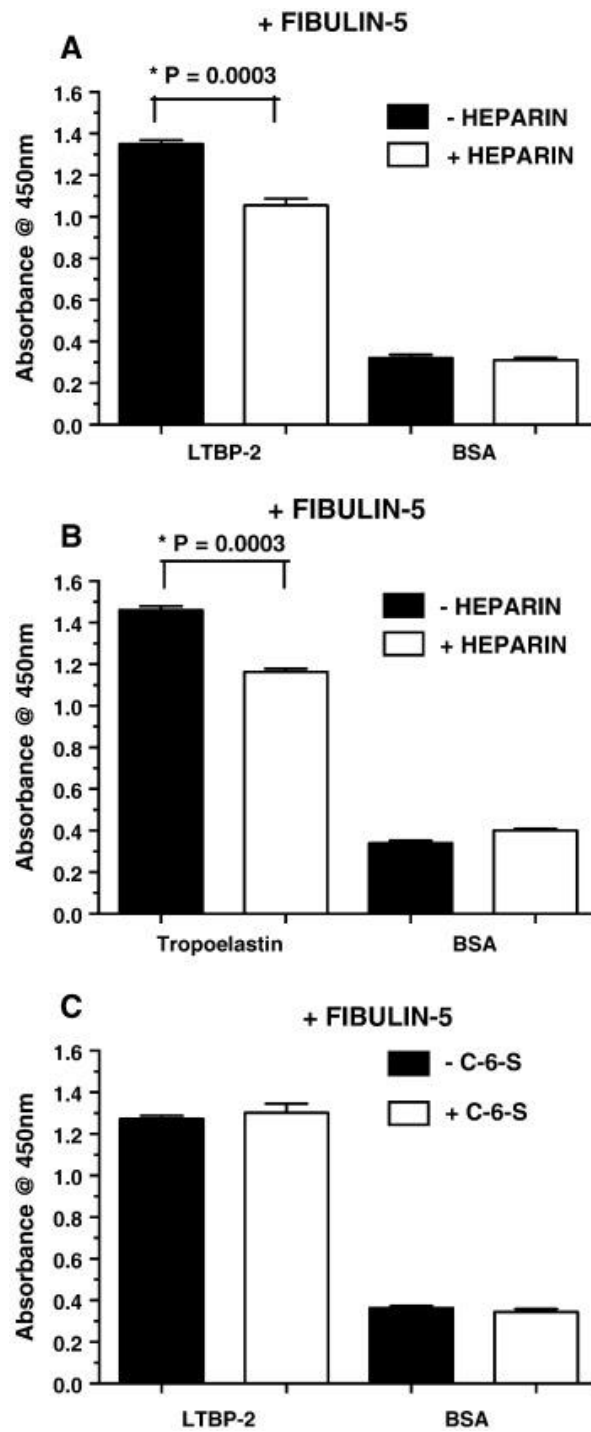 + FIBULIN-5
A
* P = 0.0003
1.6
1.4
1.2
1.0
0.8
0.6
0.4
0.2
0.0
Absorbance @ 450nm
- HEPARIN
+ HEPARIN
LTBP-2 BSA
+ FIBULIN-5
B
* P = 0.0003
1.6
1.4
1.2
1.0
0.8
0.6
0.4
0.2
0.0
Absorbance @ 450nm
- HEPARIN
+ HEPARIN
Tropoelastin BSA
C
+ FIBULIN-5
1.6
1.4
1.2
1.0
0.8
0.6
0.4
0.2
0.0
Absorbance @ 450nm
- C-6-S
+ C-6-S
LTBP-2 BSA